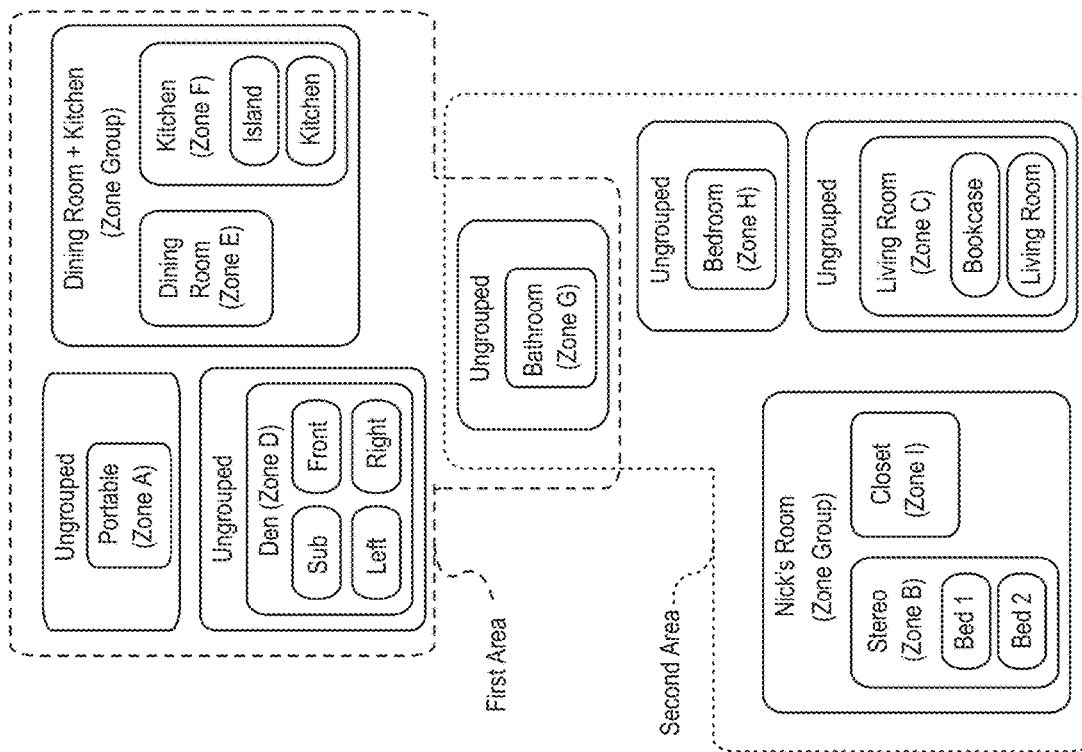 First Area
Ungrouped
Portable
(Zone A)
Ungrouped
Den (Zone D)
Sub
Front
Left
Right
Dining Room + Kitchen
(Zone Group)
Dining
Room
(Zone E)
Kitchen
(Zone F)
Island
Kitchen
Ungrouped
Bathroom
(Zone G)
Second Area
Nick's Room
(Zone Group)
Stereo
(Zone B)
Bed 1
Bed 2
Closet
(Zone I)
Ungrouped
Bedroom
(Zone H)
Ungrouped
Living Room
(Zone C)
Bookcase
Living Room